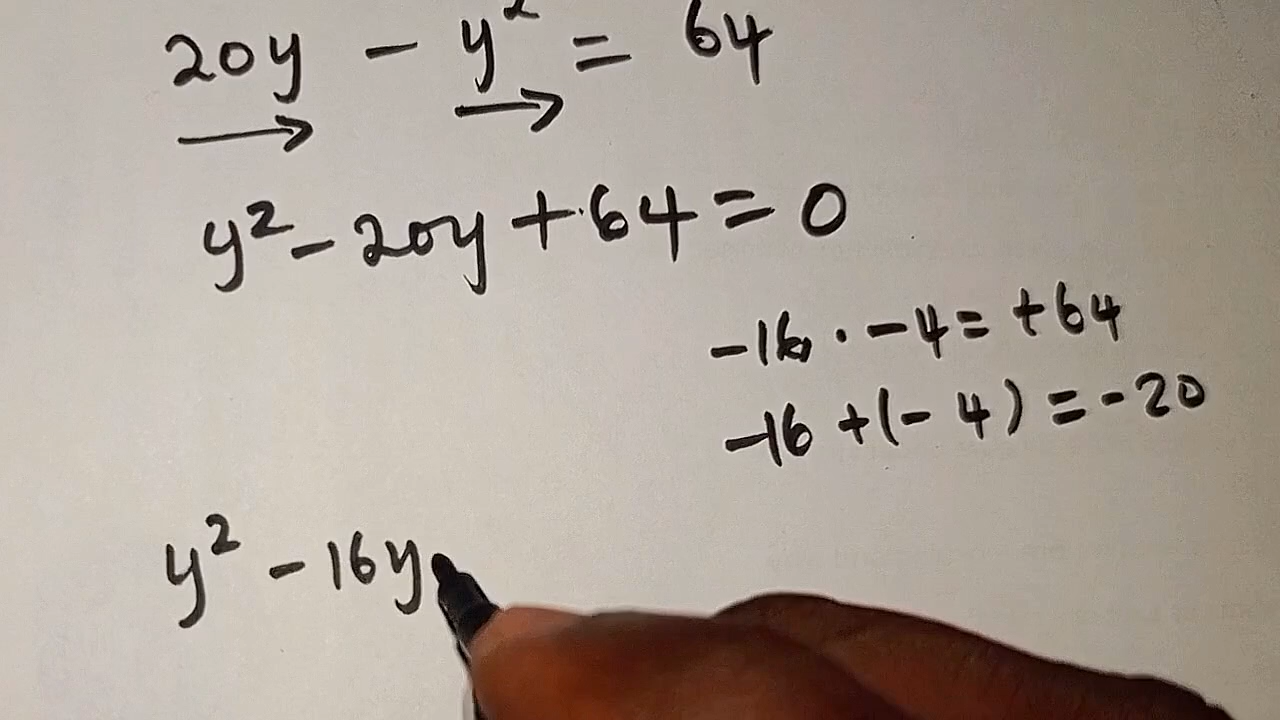 20y - y² = 64
y² - 20y + 64 = 0
-16 · -4 = +64
-16 + (-4) = -20
y² - 16y